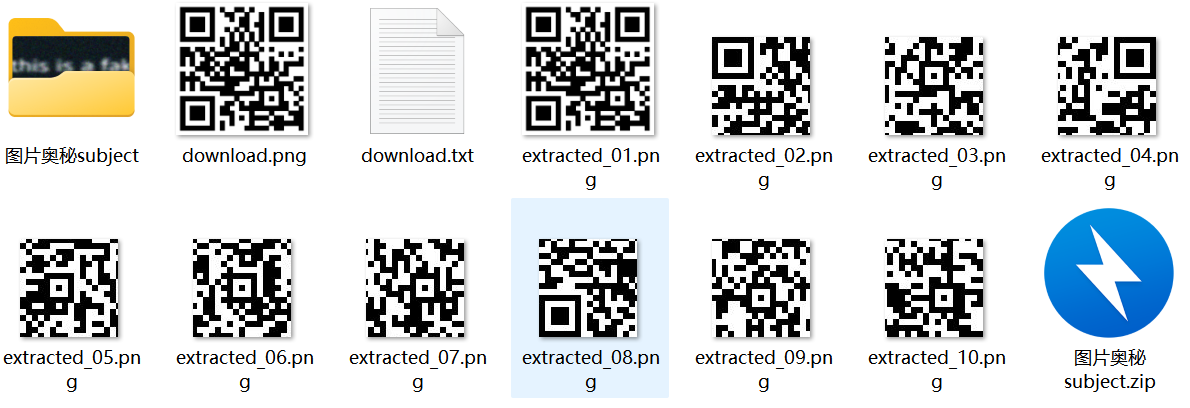 this is a fak
图片奥秘subject
download.png
download.txt
extracted_01.pn
g
extracted_02.pn
g
extracted_03.pn
g
extracted_04.pn
g
extracted_05.pn
g
extracted_06.pn
g
extracted_07.pn
g
extracted_08.pn
g
extracted_09.pn
g
extracted_10.pn
g
图片奥秘
subject.zip